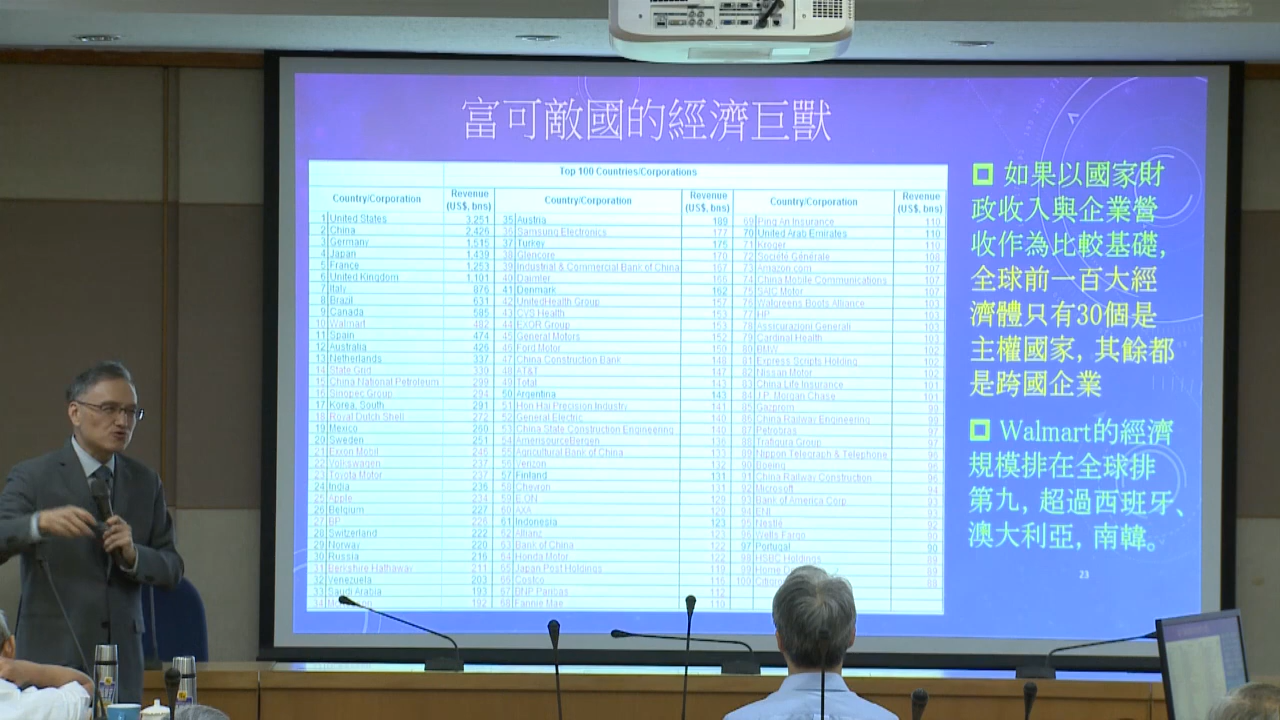 富可敵國的經濟巨獸
Top 100 Countries/Corporations
Country/Corporation Revenue (US$, bns) Country/Corporation Revenue (US$, bns) Country/Corporation Revenue (US$, bns)
1 United States 3,251 35 Austria 189 69 Ping An Insurance 110
2 China 2,426 36 Samsung Electronics 177 70 United Arab Emirates 110
3 Germany 1,515 37 Turkey 175 71 Kroger 110
4 Japan 1,439 38 Glencore 170 72 Société Générale 108
5 France 1,253 39 Industrial & Commercial Bank of China 167 73 Amazon.com 107
6 United Kingdom 1,101 40 Daimler 166 74 China Mobile Communications 107
7 Italy 876 41 Denmark 162 75 SAIC Motor 107
8 Brazil 631 42 UnitedHealth Group 157 76 Walgreens Boots Alliance 103
9 Canada 585 43 CVS Health 153 77 HP 103
10 Walmart 482 44 EXOR Group 153 78 Assicurazioni Generali 103
11 Spain 474 45 General Motors 152 79 Cardinal Health 103
12 Australia 426 46 Ford Motor 150 80 BMW 102
13 Netherlands 337 47 China Construction Bank 148 81 Express Scripts Holding 102
14 State Grid 330 48 AT&T 147 82 Nissan Motor 102
15 China National Petroleum 299 49 Total 143 83 China Life Insurance 101
16 Sinopec Group 294 50 Argentina 143 84 J.P. Morgan Chase 101
17 Korea, South 291 51 Hon Hai Precision Industry 141 85 Gazprom 99
18 Royal Dutch Shell 272 52 General Electric 140 86 China Railway Engineering 99
19 Mexico 260 53 China State Construction Engineering 140 87 Petrobras 97
20 Sweden 251 54 AmerisourceBergen 136 88 Trafigura Group 97
21 Exxon Mobil 246 55 Agricultural Bank of China 133 89 Nippon Telegraph & Telephone 96
22 Volkswagen 237 56 Verizon 132 90 Boeing 96
23 Toyota Motor 237 57 Finland 131 91 China Railway Construction 96
24 India 236 58 Chevron 131 92 Microsoft 94
25 Apple 234 59 E.ON 129 93 Bank of America Corp. 93
26 Belgium 227 60 AXA 129 94 ENI 93
27 BP 226 61 Indonesia 123 95 Nestlé 92
28 Switzerland 222 62 Allianz 123 96 Wells Fargo 90
29 Norway 220 63 Bank of China 122 97 Portugal 90
30 Russia 216 64 Honda Motor 122 98 HSBC Holdings 89
31 Berkshire Hathaway 211 65 Japan Post Holdings 119 99 Home 89
32 Venezuela 203 66 Costco 116 100 88
33 Saudi Arabia 193 67 BNP Paribas 112
34 192 68 Fannie Mae 110
如果以國家財
政收入與企業營
收作為比較基礎,
全球前一百大經
濟體只有30個是
主權國家, 其餘都
是跨國企業
Walmart的經濟
規模排在全球排
第九, 超過西班牙、
澳大利亞, 南韓。
23